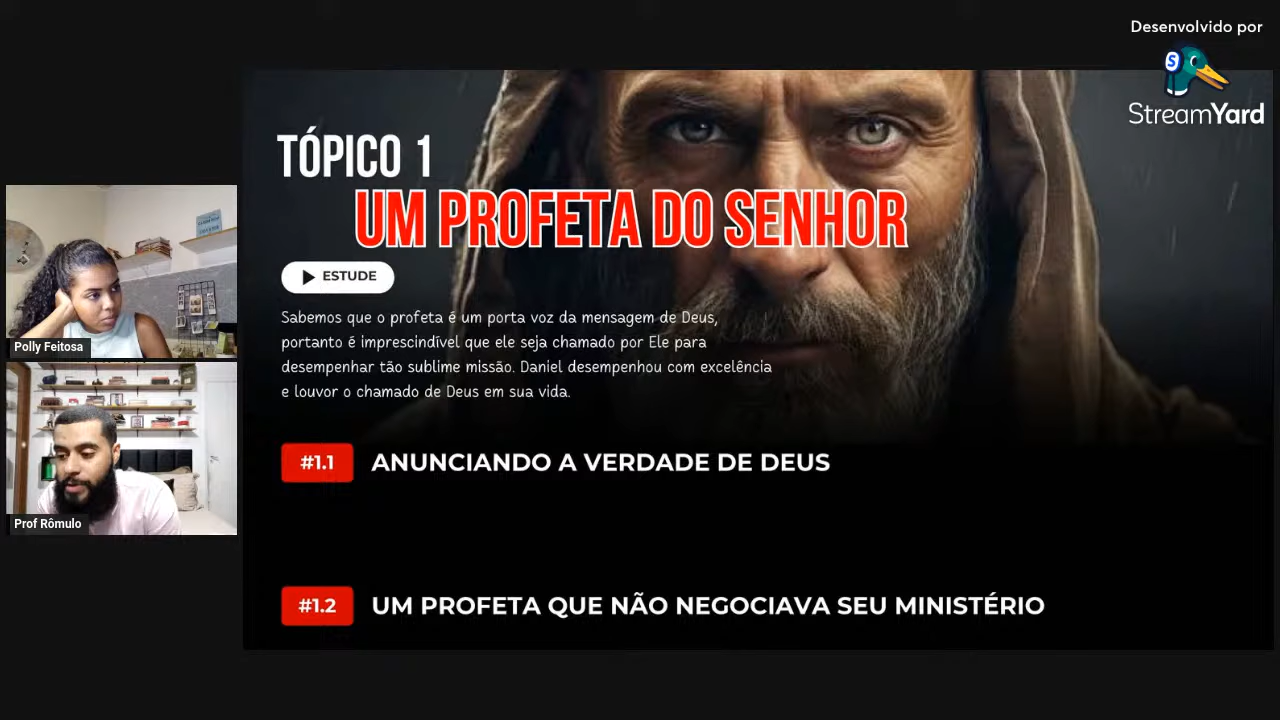 Desenvolvido por
StreamYard
TÓPICO 1
UM PROFETA DO SENHOR
ESTUDE
Sabemos que o profeta é um porta voz da mensagem de Deus,
portanto é imprescindível que ele seja chamado por Ele para
desempenhar tão sublime missão. Daniel desempenhou com excelência
e louvor o chamado de Deus em sua vida.
#1.1 ANUNCIANDO A VERDADE DE DEUS
#1.2 UM PROFETA QUE NÃO NEGOCIAVA SEU MINISTÉRIO
Polly Feitosa
Prof Rômulo